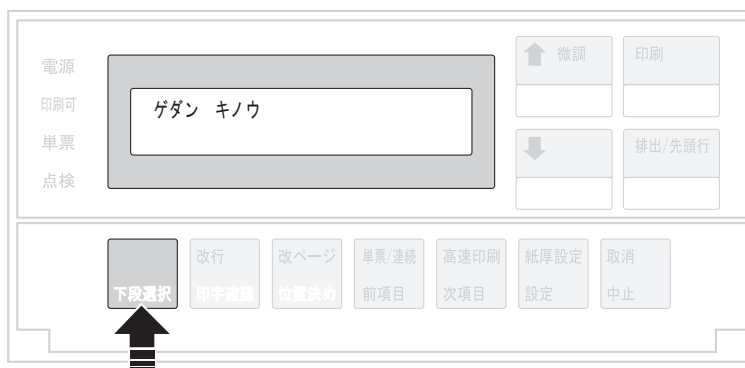 電源
印刷可
単票
点検
ゲダン キノウ
微調
印刷
排出/先頭行
下段選択
改行
印字確認
改ページ
位置決め
単票/連続
前項目
高速印刷
次項目
紙厚設定
設定
取消
中止